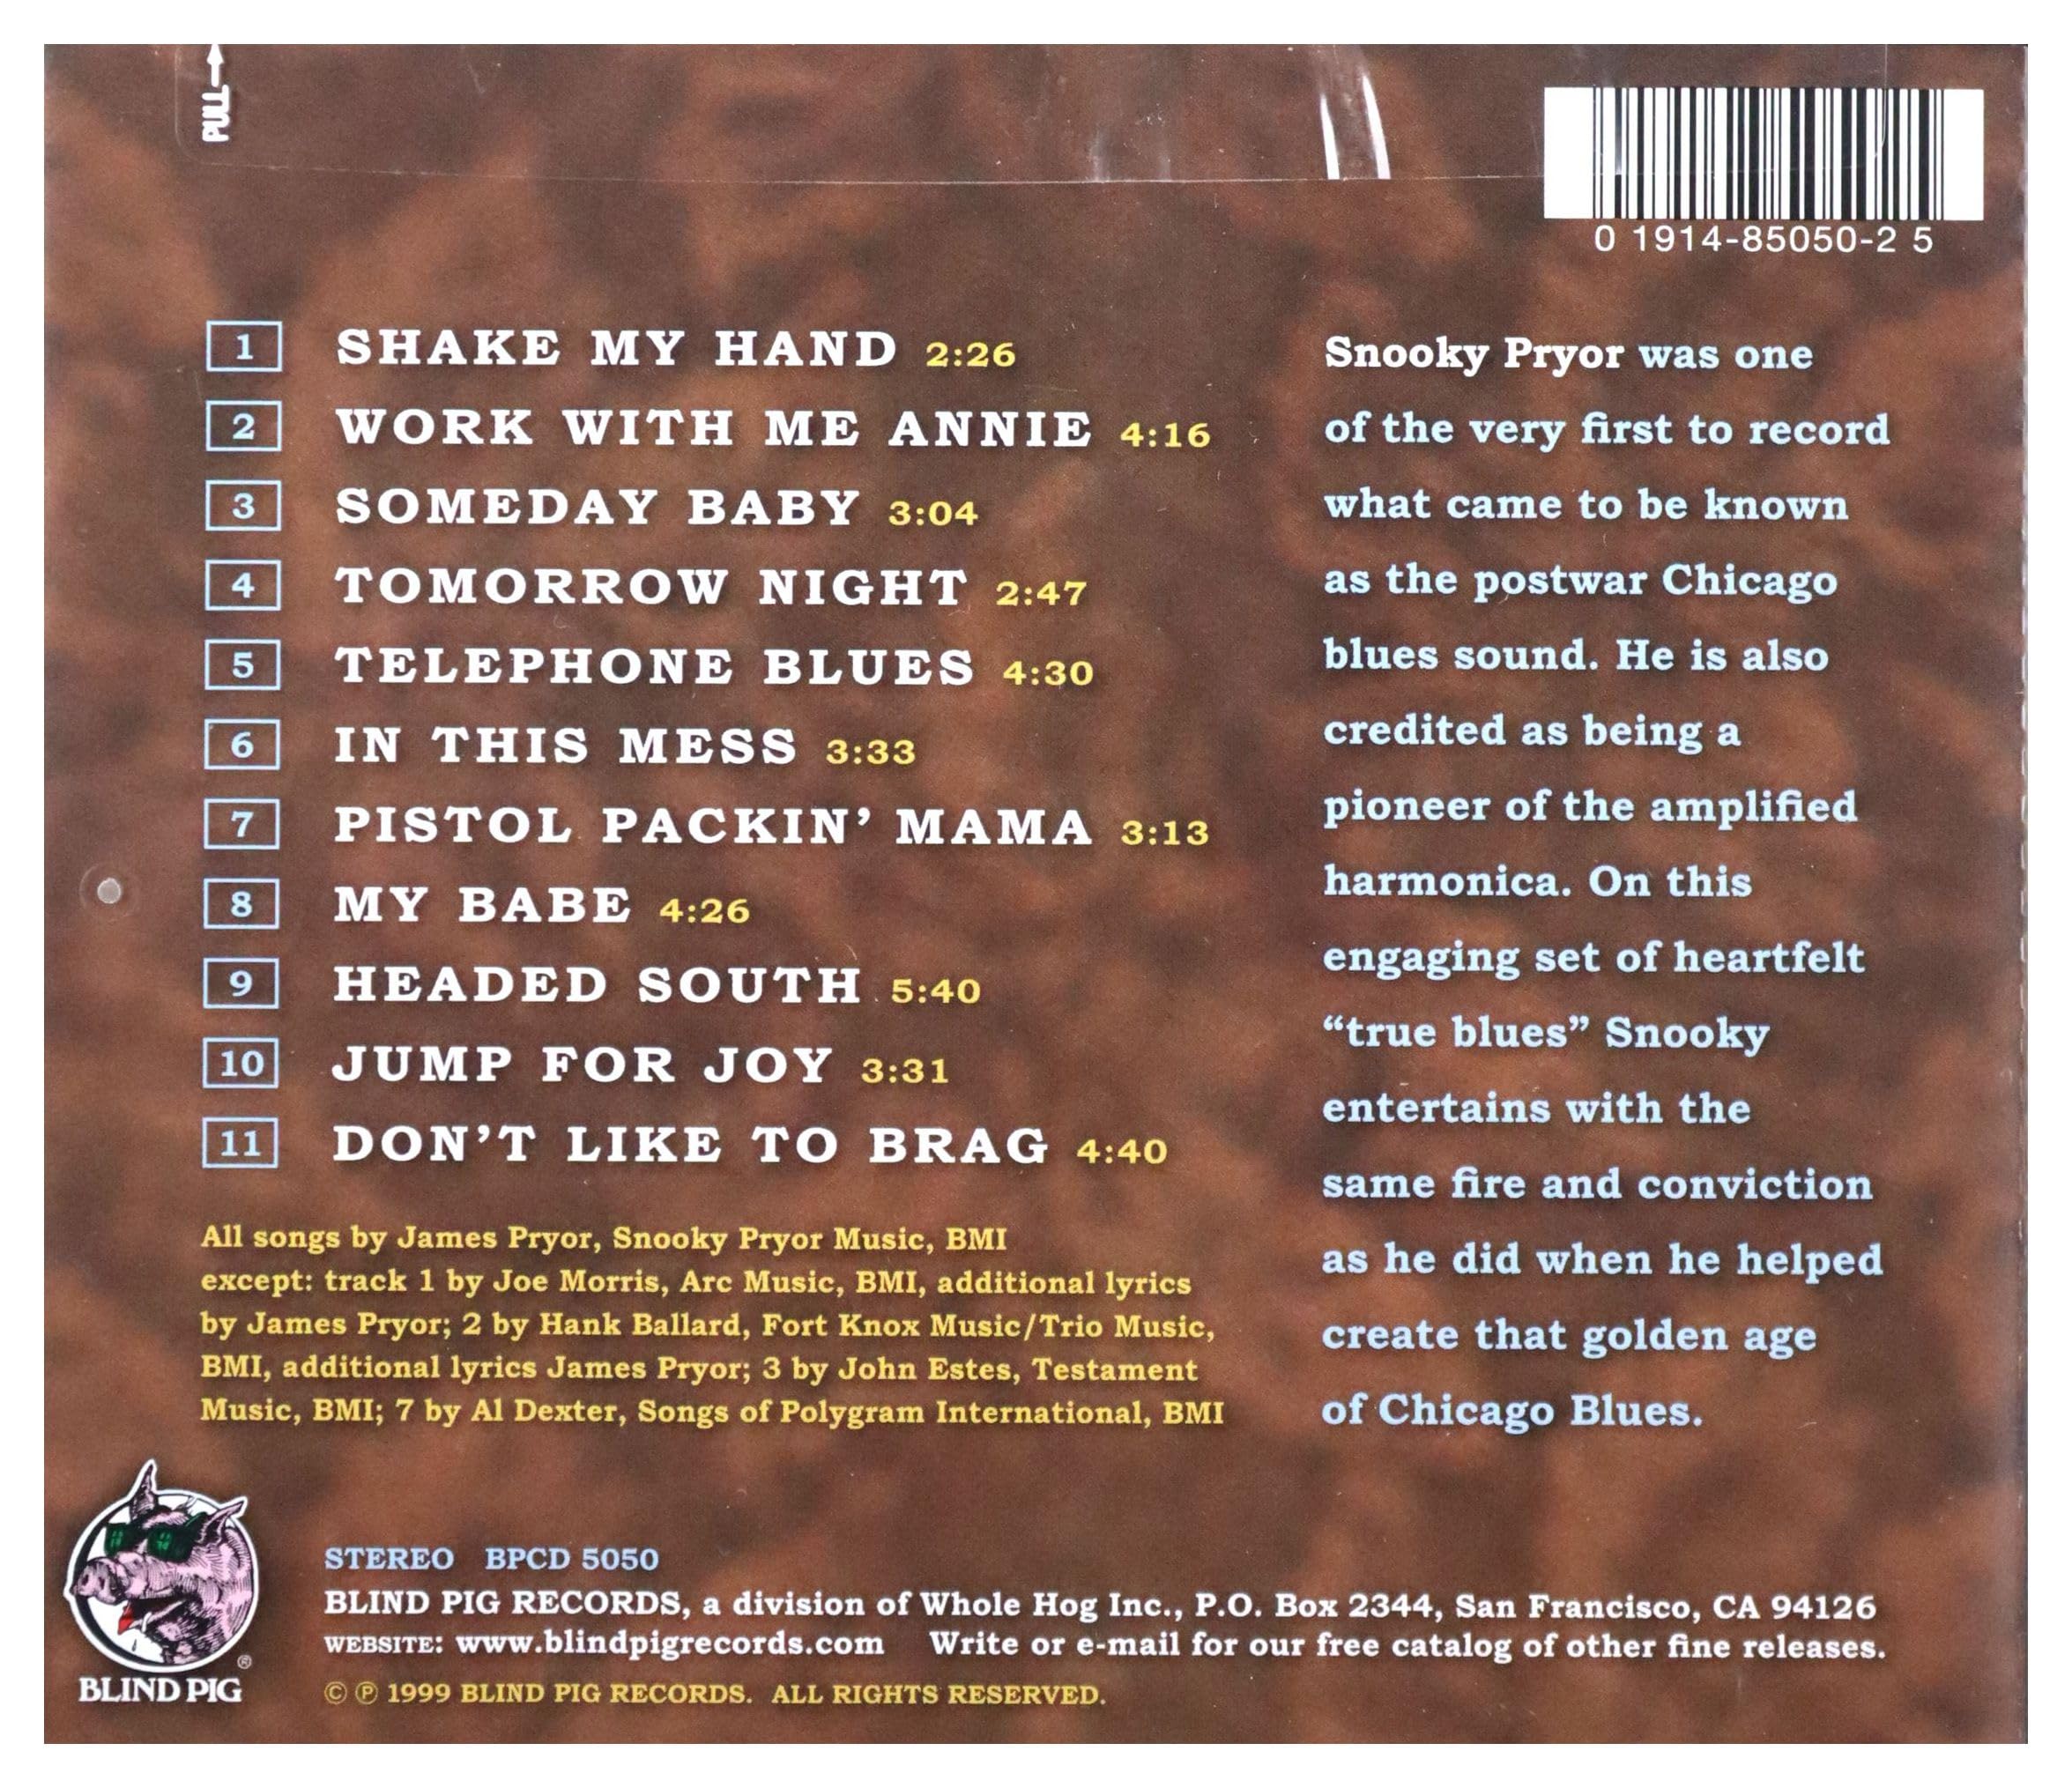 PULL
0 1914-85050-2 5
1 SHAKE MY HAND 2:26
2 WORK WITH ME ANNIE 4:16
3 SOMEDAY BABY 3:04
4 TOMORROW NIGHT 2:47
5 TELEPHONE BLUES 4:30
6 IN THIS MESS 3:33
7 PISTOL PACKIN’ MAMA 3:13
8 MY BABE 4:26
9 HEADED SOUTH 5:40
10 JUMP FOR JOY 3:31
11 DON’T LIKE TO BRAG 4:40
All songs by James Pryor, Snooky Pryor Music, BMI
except: track 1 by Joe Morris, Arc Music, BMI, additional lyrics
by James Pryor; 2 by Hank Ballard, Fort Knox Music/Trio Music,
BMI, additional lyrics James Pryor; 3 by John Estes, Testament
Music, BMI; 7 by Al Dexter, Songs of Polygram International, BMI
Snooky Pryor was one
of the very first to record
what came to be known
as the postwar Chicago
blues sound. He is also
credited as being a
pioneer of the amplified
harmonica. On this
engaging set of heartfelt
“true blues” Snooky
entertains with the
same fire and conviction
as he did when he helped
create that golden age
of Chicago Blues.
BLIND PIG ®
STEREO BPCD 5050
BLIND PIG RECORDS, a division of Whole Hog Inc., P.O. Box 2344, San Francisco, CA 94126
WEBSITE: www.blindpigrecords.com Write or e-mail for our free catalog of other fine releases.
© ℗ 1999 BLIND PIG RECORDS. ALL RIGHTS RESERVED.